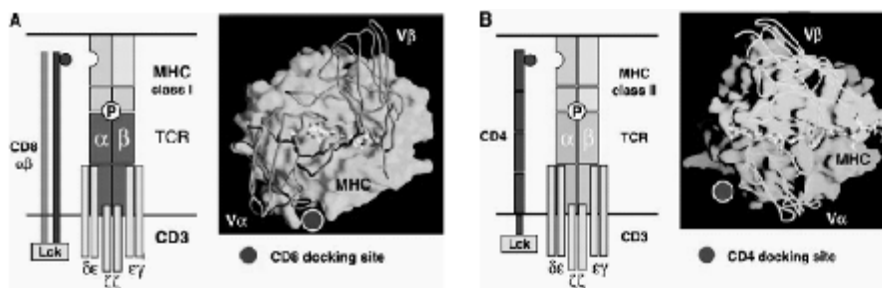 A
Vβ
MHC
class I
P
α β
TCR
CD8
αβ
MHC
Vα
CD3
Lck
δε
ζζ
εγ
CD8 docking site
B
Vβ
MHC
class II
P
CD4
α β
TCR
MHC
Vα
CD3
Lck
δε
ζζ
εγ
CD4 docking site